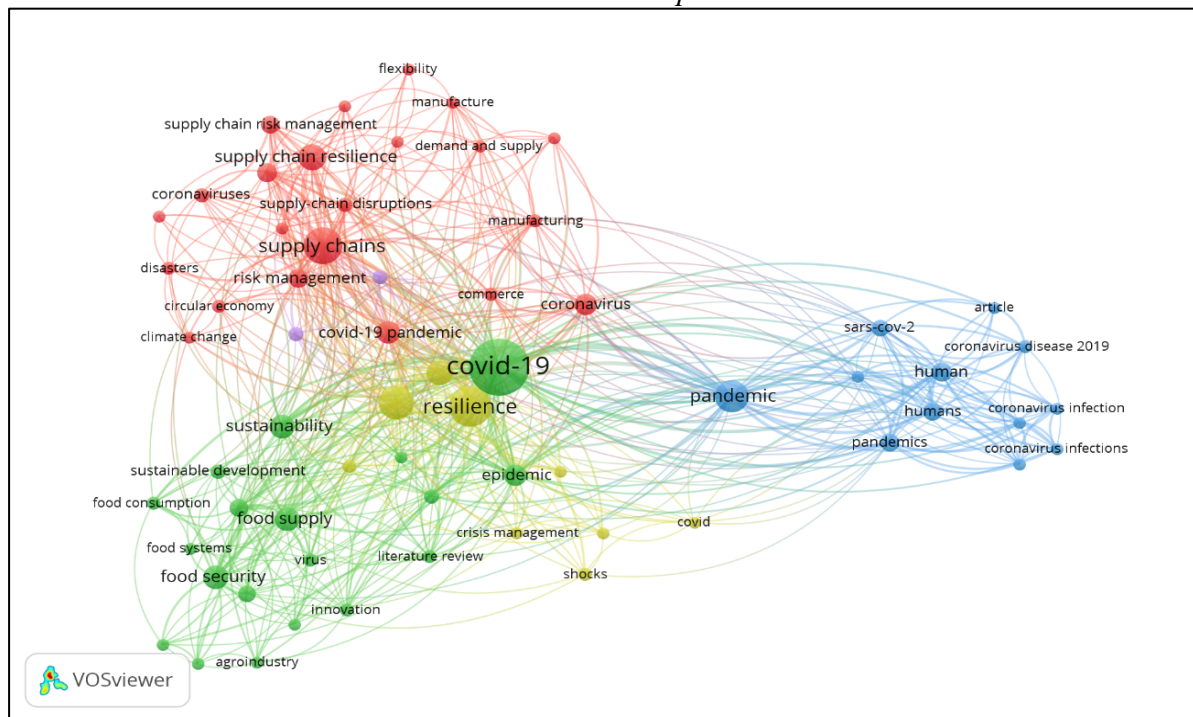 flexibility
manufacture
supply chain risk management
demand and supply
supply chain resilience
coronaviruses
supply-chain disruptions
manufacturing
supply chains
disasters
risk management
commerce
circular economy
coronavirus
article
covid-19 pandemic
sars-cov-2
climate change
coronavirus disease 2019
covid-19
human
pandemic
resilience
humans
coronavirus infection
sustainability
pandemics
coronavirus infections
sustainable development
epidemic
food consumption
food supply
covid
crisis management
food systems
virus
literature review
food security
shocks
innovation
agroindustry
VOSviewer